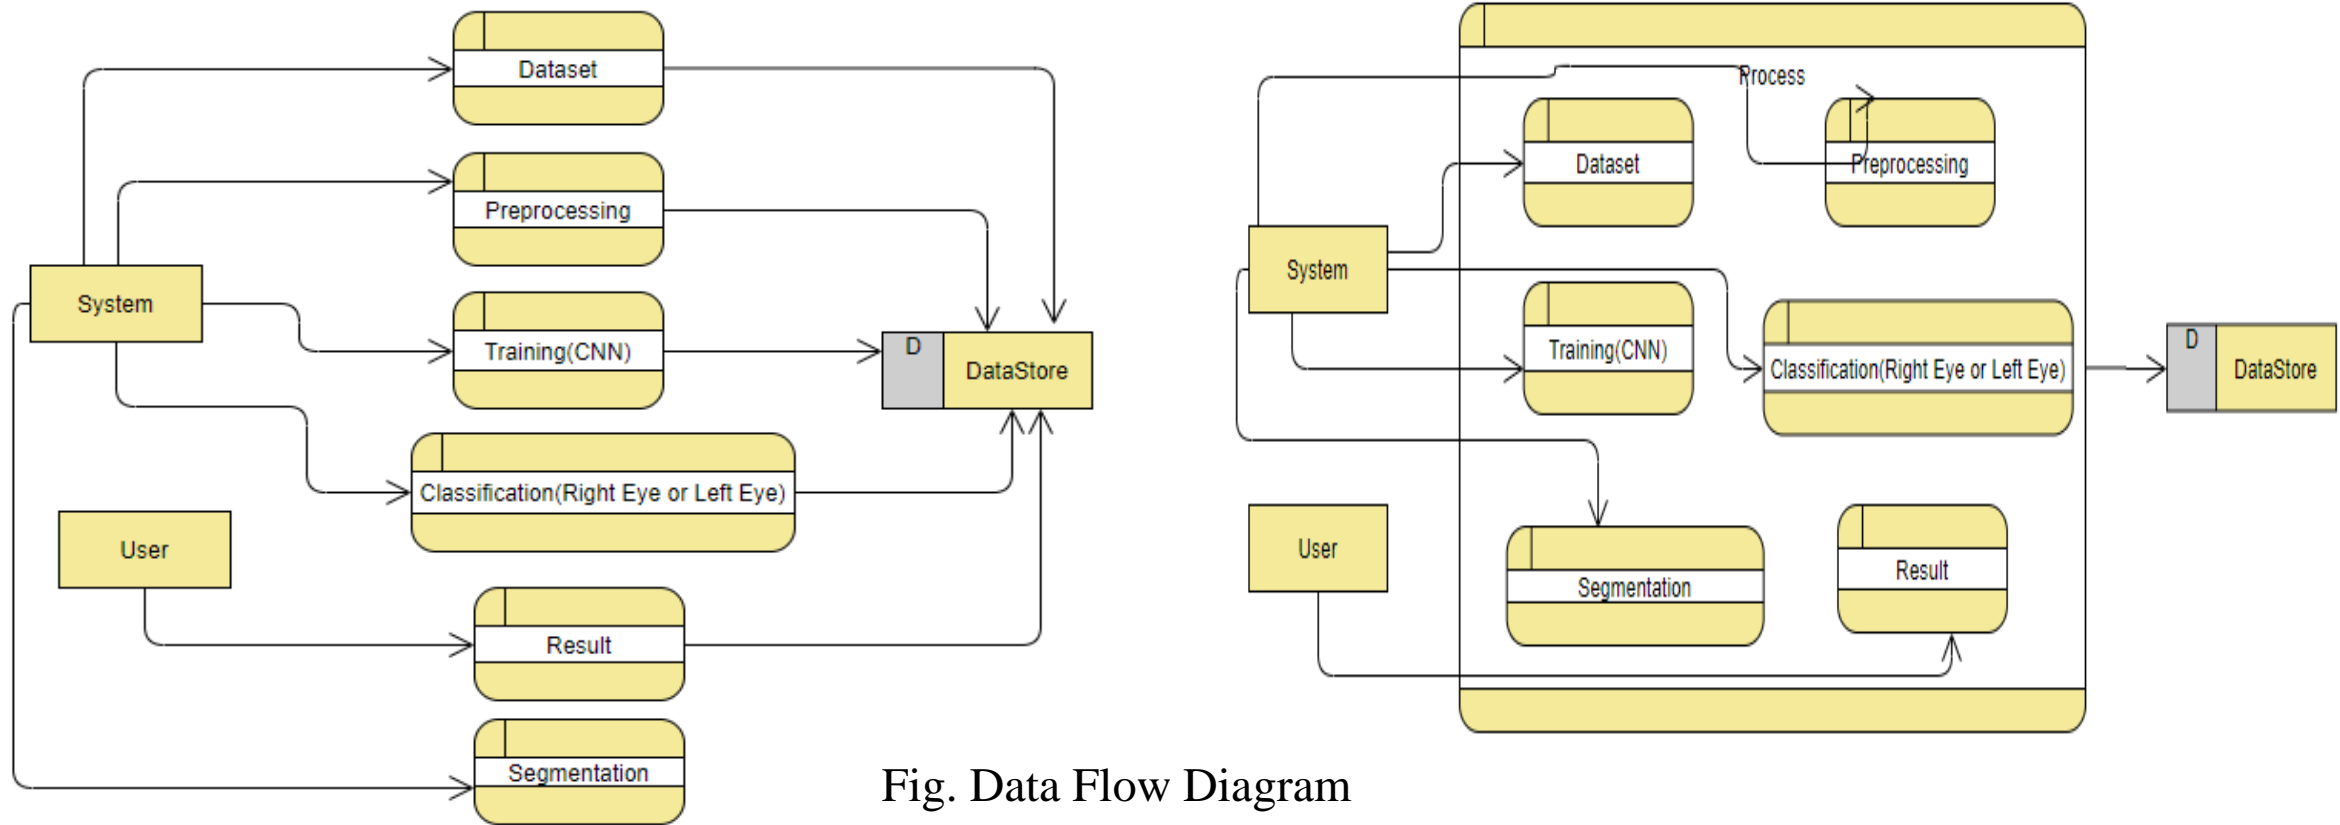 Dataset
Preprocessing
System
Training(CNN)
D
DataStore
Classification(Right Eye or Left Eye)
User
Result
Segmentation
Process
Dataset
Preprocessing
System
Training(CNN)
Classification(Right Eye or Left Eye)
D
DataStore
User
Segmentation
Result
Fig. Data Flow Diagram